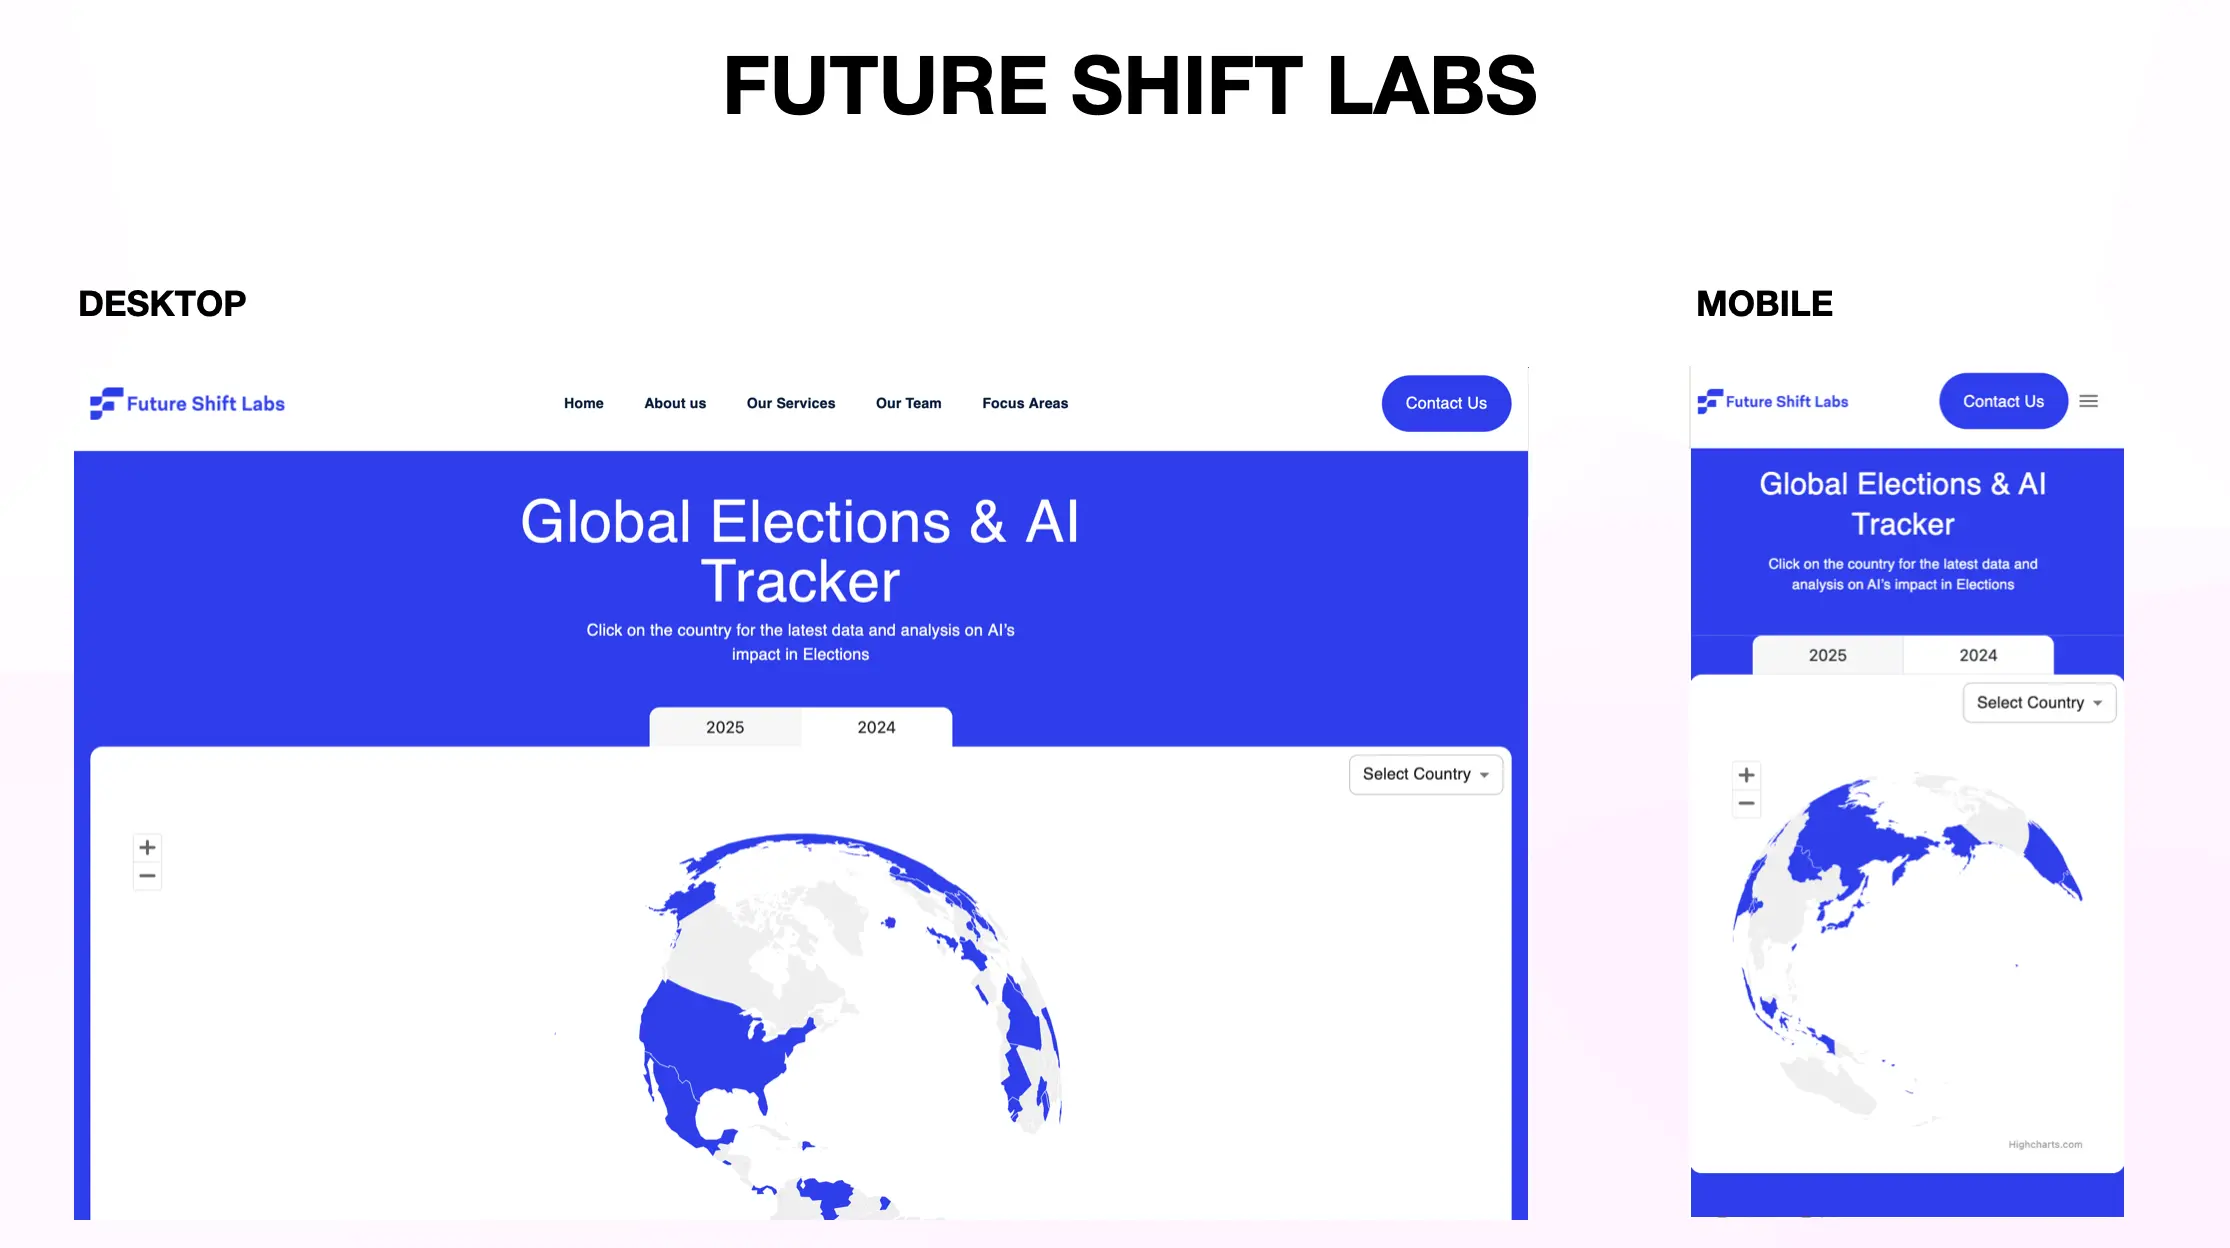 FUTURE SHIFT LABS
DESKTOP
Future Shift Labs
Home
About us
Our Services
Our Team
Focus Areas
Contact Us
Global Elections & AI
Tracker
Click on the country for the latest data and analysis on AI's
impact in Elections
2025
2024
Select Country
+
−
MOBILE
Future Shift Labs
Contact Us
Global Elections & AI
Tracker
Click on the country for the latest data and
analysis on AI's impact in Elections
2025
2024
Select Country
+
−
Highcharts.com